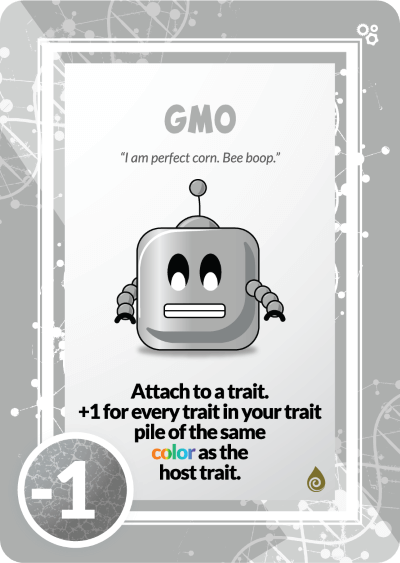 GMO
“I am perfect corn. Bee boop.”
Attach to a trait.
+1 for every trait in your trait
pile of the same
color as the
host trait.
-1